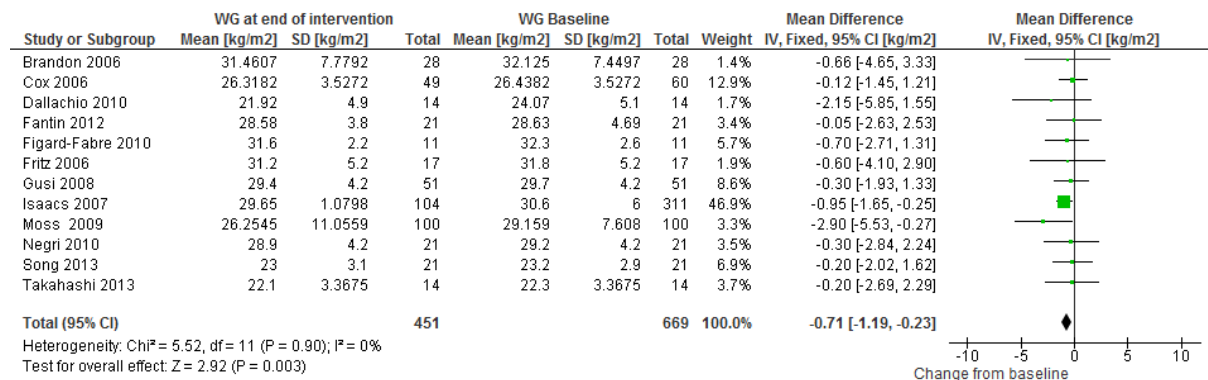 WG at end of intervention WG Baseline Mean Difference Mean Difference
Study or Subgroup Mean [kg/m2] SD [kg/m2] Total Mean [kg/m2] SD [kg/m2] Total Weight IV, Fixed, 95% CI [kg/m2] IV, Fixed, 95% CI [kg/m2]
Brandon 2006 31.4607 7.7792 28 32.125 7.4497 28 1.4% -0.66 [-4.65, 3.33]
Cox 2006 26.3182 3.5272 49 26.4382 3.5272 60 12.9% -0.12 [-1.45, 1.21]
Dallachio 2010 21.92 4.9 14 24.07 5.1 14 1.7% -2.15 [-5.85, 1.55]
Fantin 2012 28.58 3.8 21 28.63 4.69 21 3.4% -0.05 [-2.63, 2.53]
Figard-Fabre 2010 31.6 2.2 11 32.3 2.6 11 5.7% -0.70 [-2.71, 1.31]
Fritz 2006 31.2 5.2 17 31.8 5.2 17 1.9% -0.60 [-4.10, 2.90]
Gusi 2008 29.4 4.2 51 29.7 4.2 51 8.6% -0.30 [-1.93, 1.33]
Isaacs 2007 29.65 1.0798 104 30.6 6 311 46.9% -0.95 [-1.65, -0.25]
Moss 2009 26.2545 11.0559 100 29.159 7.608 100 3.3% -2.90 [-5.53, -0.27]
Negri 2010 28.9 4.2 21 29.2 4.2 21 3.5% -0.30 [-2.84, 2.24]
Song 2013 23 3.1 21 23.2 2.9 21 6.9% -0.20 [-2.02, 1.62]
Takahashi 2013 22.1 3.3675 14 22.3 3.3675 14 3.7% -0.20 [-2.69, 2.29]
Total (95% CI) 451 669 100.0% -0.71 [-1.19, -0.23]
Heterogeneity: Chi² = 5.52, df = 11 (P = 0.90); I² = 0%
Test for overall effect: Z = 2.92 (P = 0.003)
-10 -5 0 5 10
Change from baseline